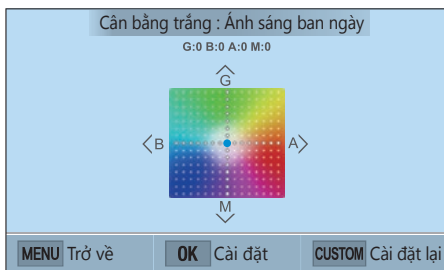 Cân bằng trắng : Ánh sáng ban ngày
G:0 B:0 A:0 M:0
G
B A
M
MENU Trở về OK Cài đặt CUSTOM Cài đặt lại